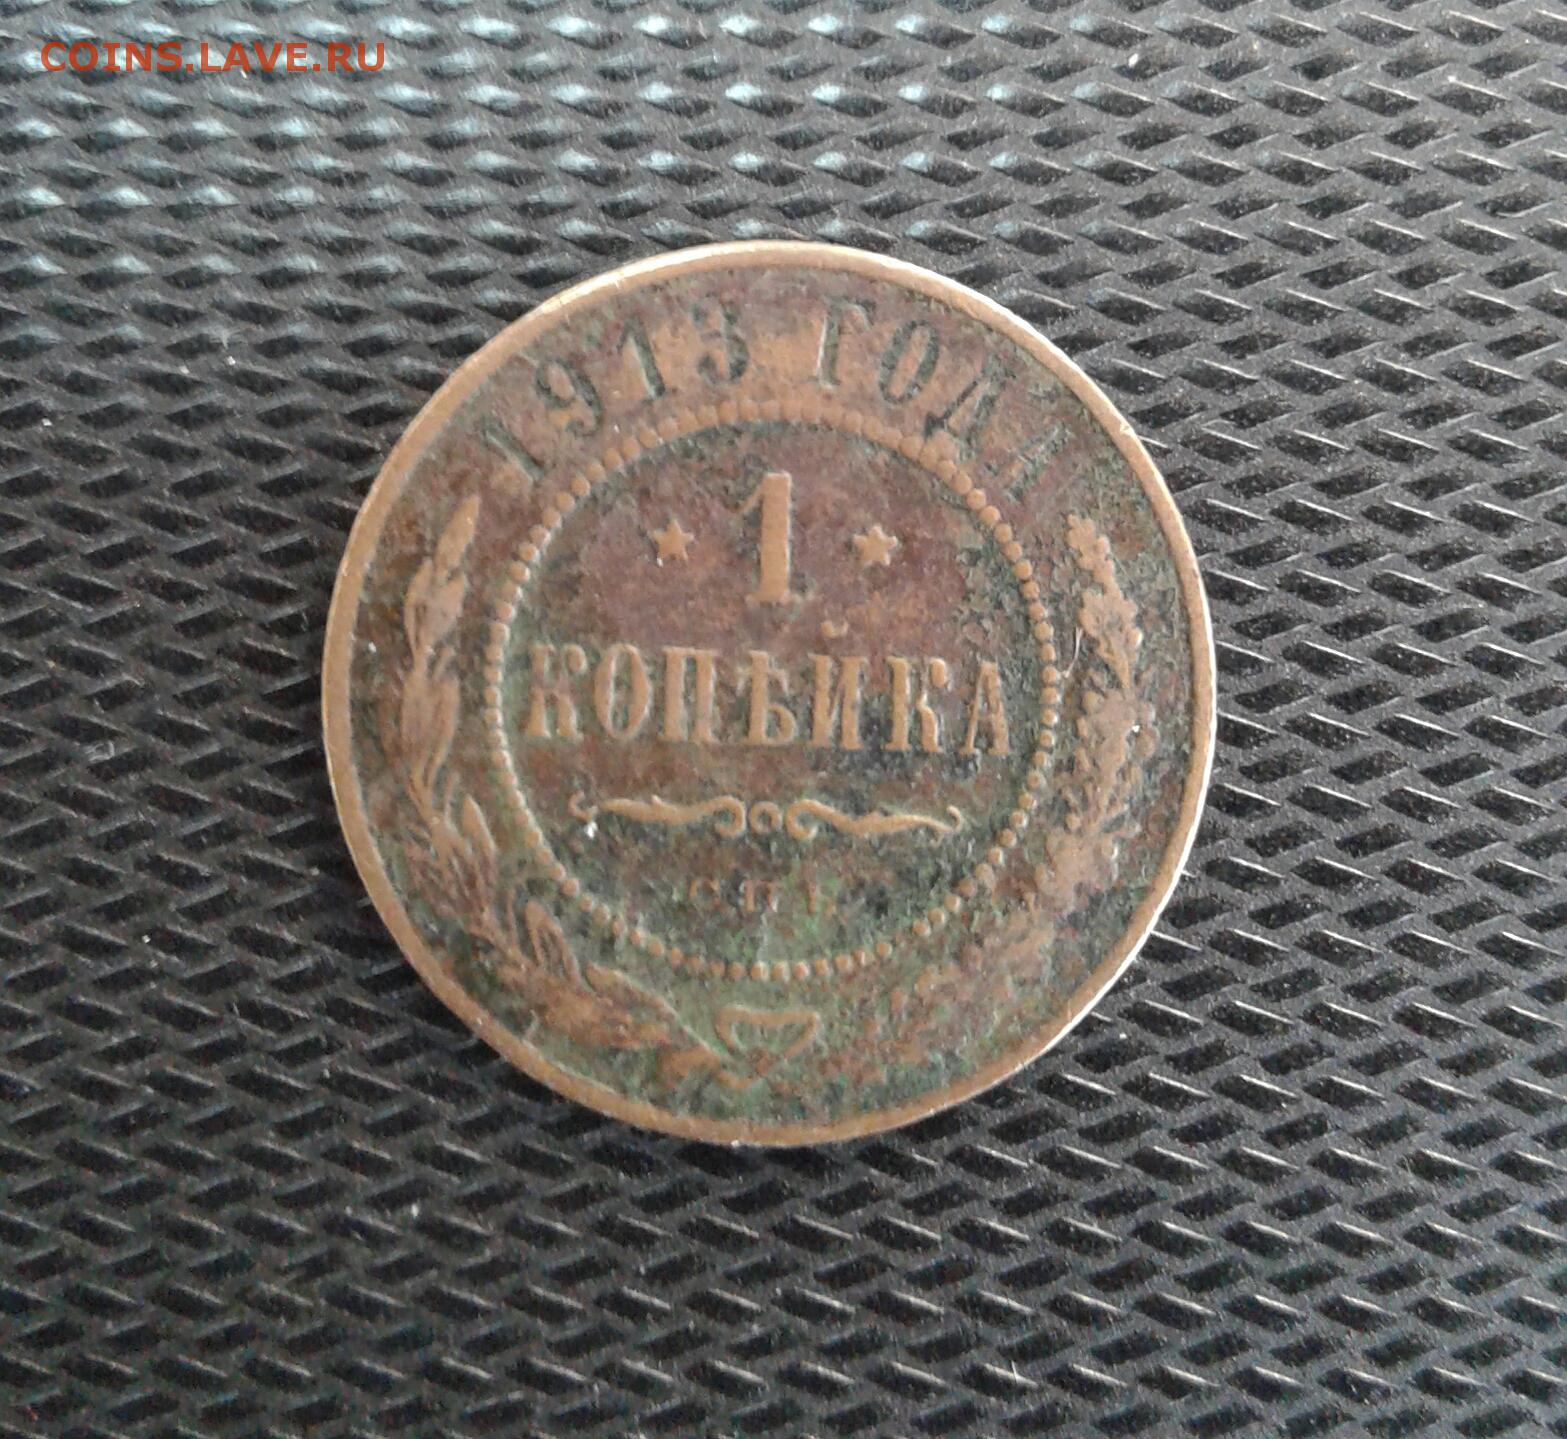 COINS.LAVE.RU
1913 ГОДА
1
КОПѢЙКА
С.П.Б.